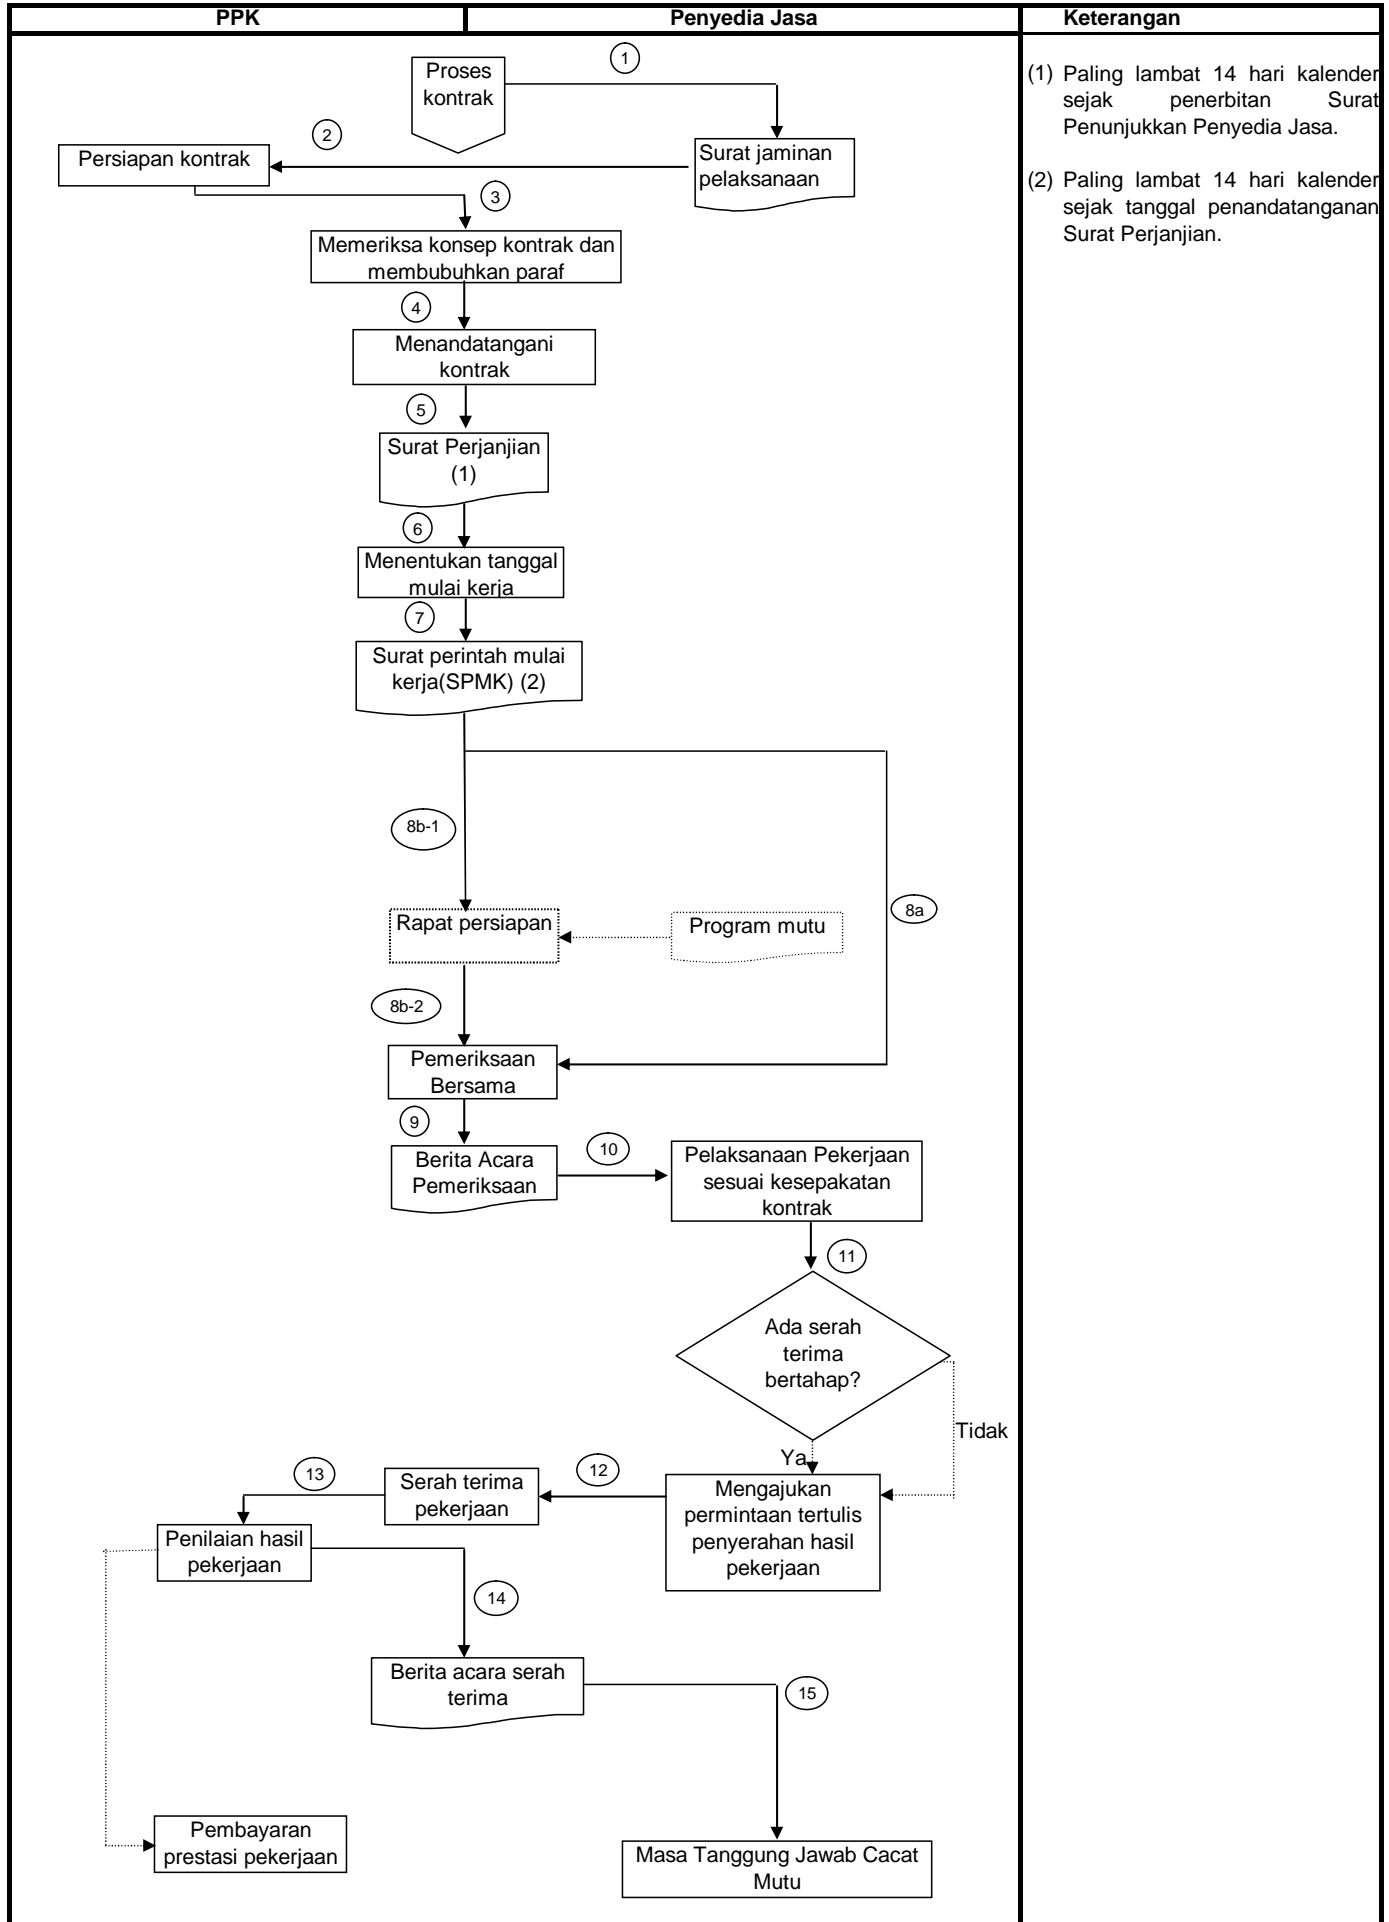 PPK
Penyedia Jasa
Keterangan
Proses
kontrak
1
(1) Paling lambat 14 hari kalender
sejak penerbitan Surat
Penunjukkan Penyedia Jasa.
2
Persiapan kontrak
Surat jaminan
pelaksanaan
(2) Paling lambat 14 hari kalender
sejak tanggal penandatanganan
Surat Perjanjian.
3
Memeriksa konsep kontrak dan
membubuhkan paraf
4
Menandatangani
kontrak
5
Surat Perjanjian
(1)
6
Menentukan tanggal
mulai kerja
7
Surat perintah mulai
kerja(SPMK) (2)
8b-1
8a
Rapat persiapan
Program mutu
8b-2
Pemeriksaan
Bersama
9
Berita Acara
Pemeriksaan
10
Pelaksanaan Pekerjaan
sesuai kesepakatan
kontrak
11
Ada serah
terima
bertahap?
Tidak
Ya
Mengajukan
permintaan tertulis
penyerahan hasil
pekerjaan
12
Serah terima
pekerjaan
13
Penilaian hasil
pekerjaan
14
Berita acara serah
terima
15
Pembayaran
prestasi pekerjaan
Masa Tanggung Jawab Cacat
Mutu